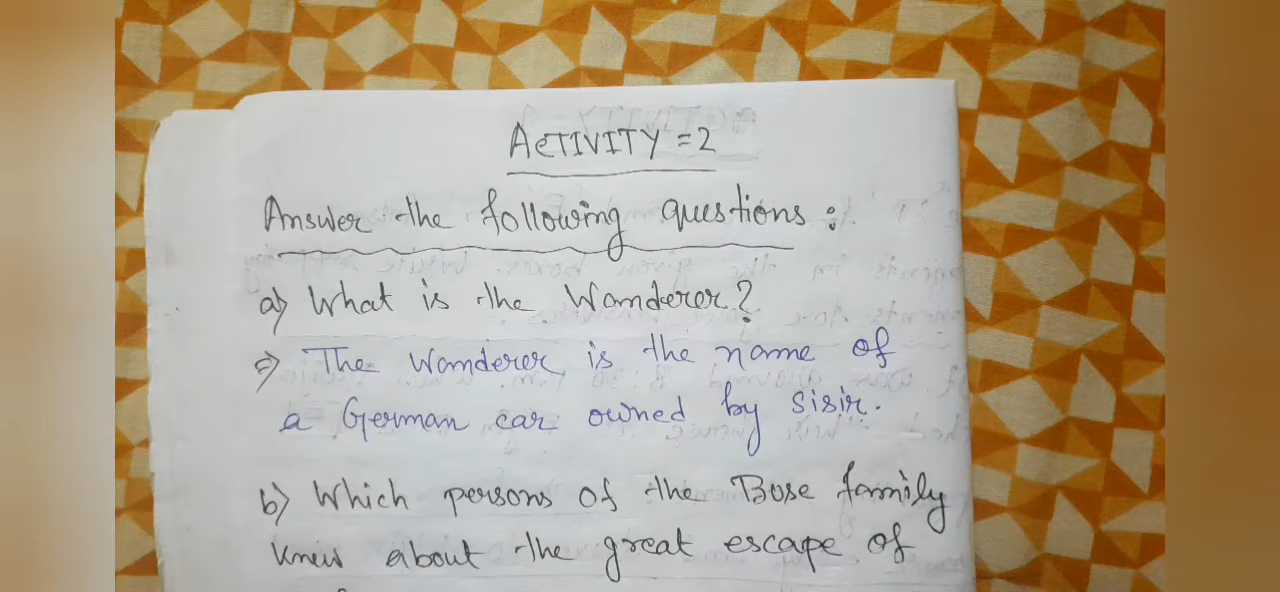 ACTIVITY = 2
Answer the following questions :
a) What is the Wanderer?
⇒ The Wanderer is the name of
a German car owned by Sisir.
b) Which persons of the Bose family
knew about the great escape of